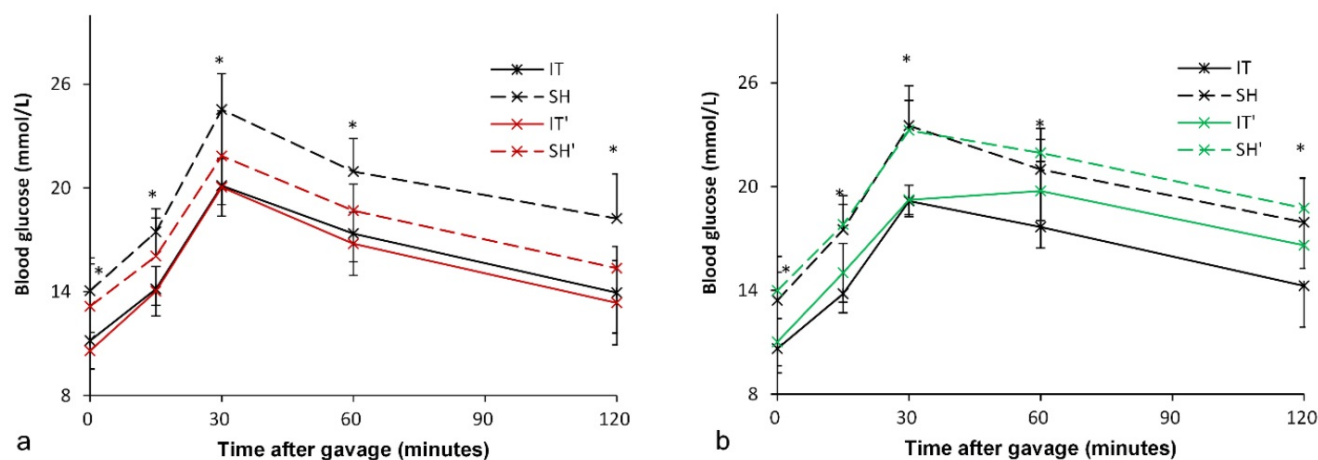 Blood glucose (mmol/L)
26
20
14
8
*
*
*
*
*
IT
SH
IT'
SH'
0
30
60
90
120
Time after gavage (minutes)
a
Blood glucose (mmol/L)
26
20
14
8
*
*
*
*
*
IT
SH
IT'
SH'
0
30
60
90
120
Time after gavage (minutes)
b